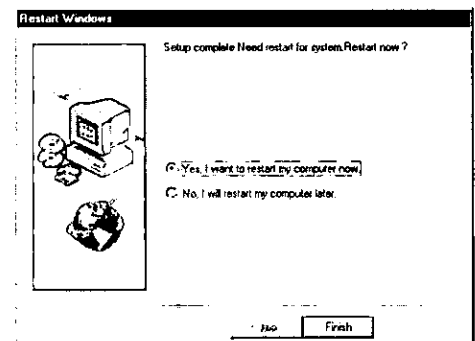 Restart Windows
Setup complete Need restart for system.Restart now ?
Yes, I want to restart my computer now.
No, I will restart my computer later.
Finish